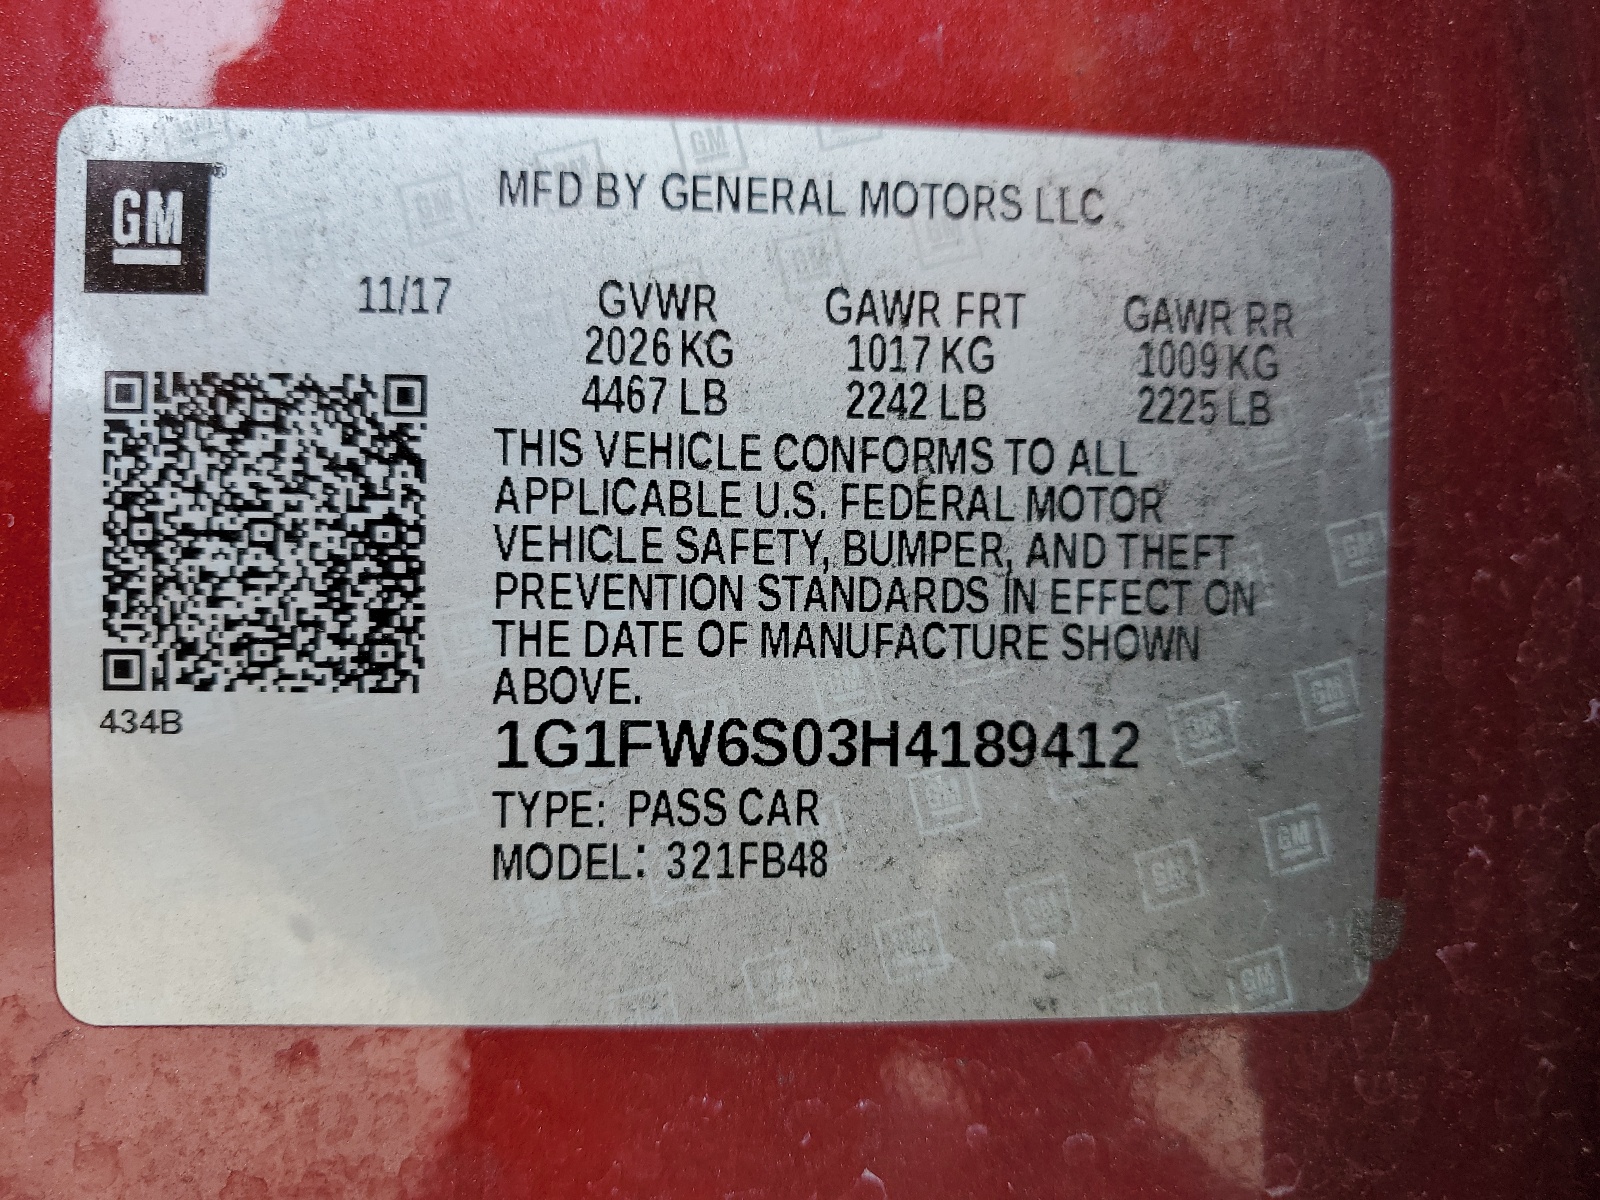 GM
MFD BY GENERAL MOTORS LLC
11/17
GVWR GAWR FRT GAWR RR
2026 KG 1017 KG 1009 KG
4467 LB 2242 LB 2225 LB
THIS VEHICLE CONFORMS TO ALL
APPLICABLE U.S. FEDERAL MOTOR
VEHICLE SAFETY, BUMPER, AND THEFT
PREVENTION STANDARDS IN EFFECT ON
THE DATE OF MANUFACTURE SHOWN
ABOVE.
434B
1G1FW6S03H4189412
TYPE: PASS CAR
MODEL: 321FB48